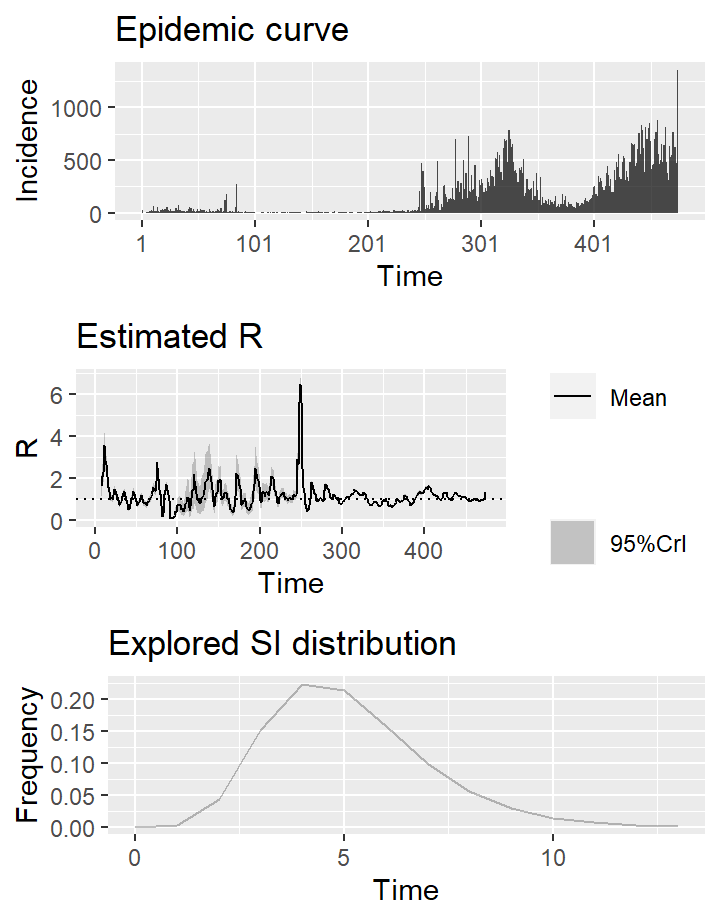 Epidemic curve
Incidence
1000
500
0
1 101 201 301 401
Time
Estimated R
R
6
4
2
0
0 100 200 300 400
Time
Mean
95%CrI
Explored SI distribution
Frequency
0.20
0.15
0.10
0.05
0.00
0 5 10
Time